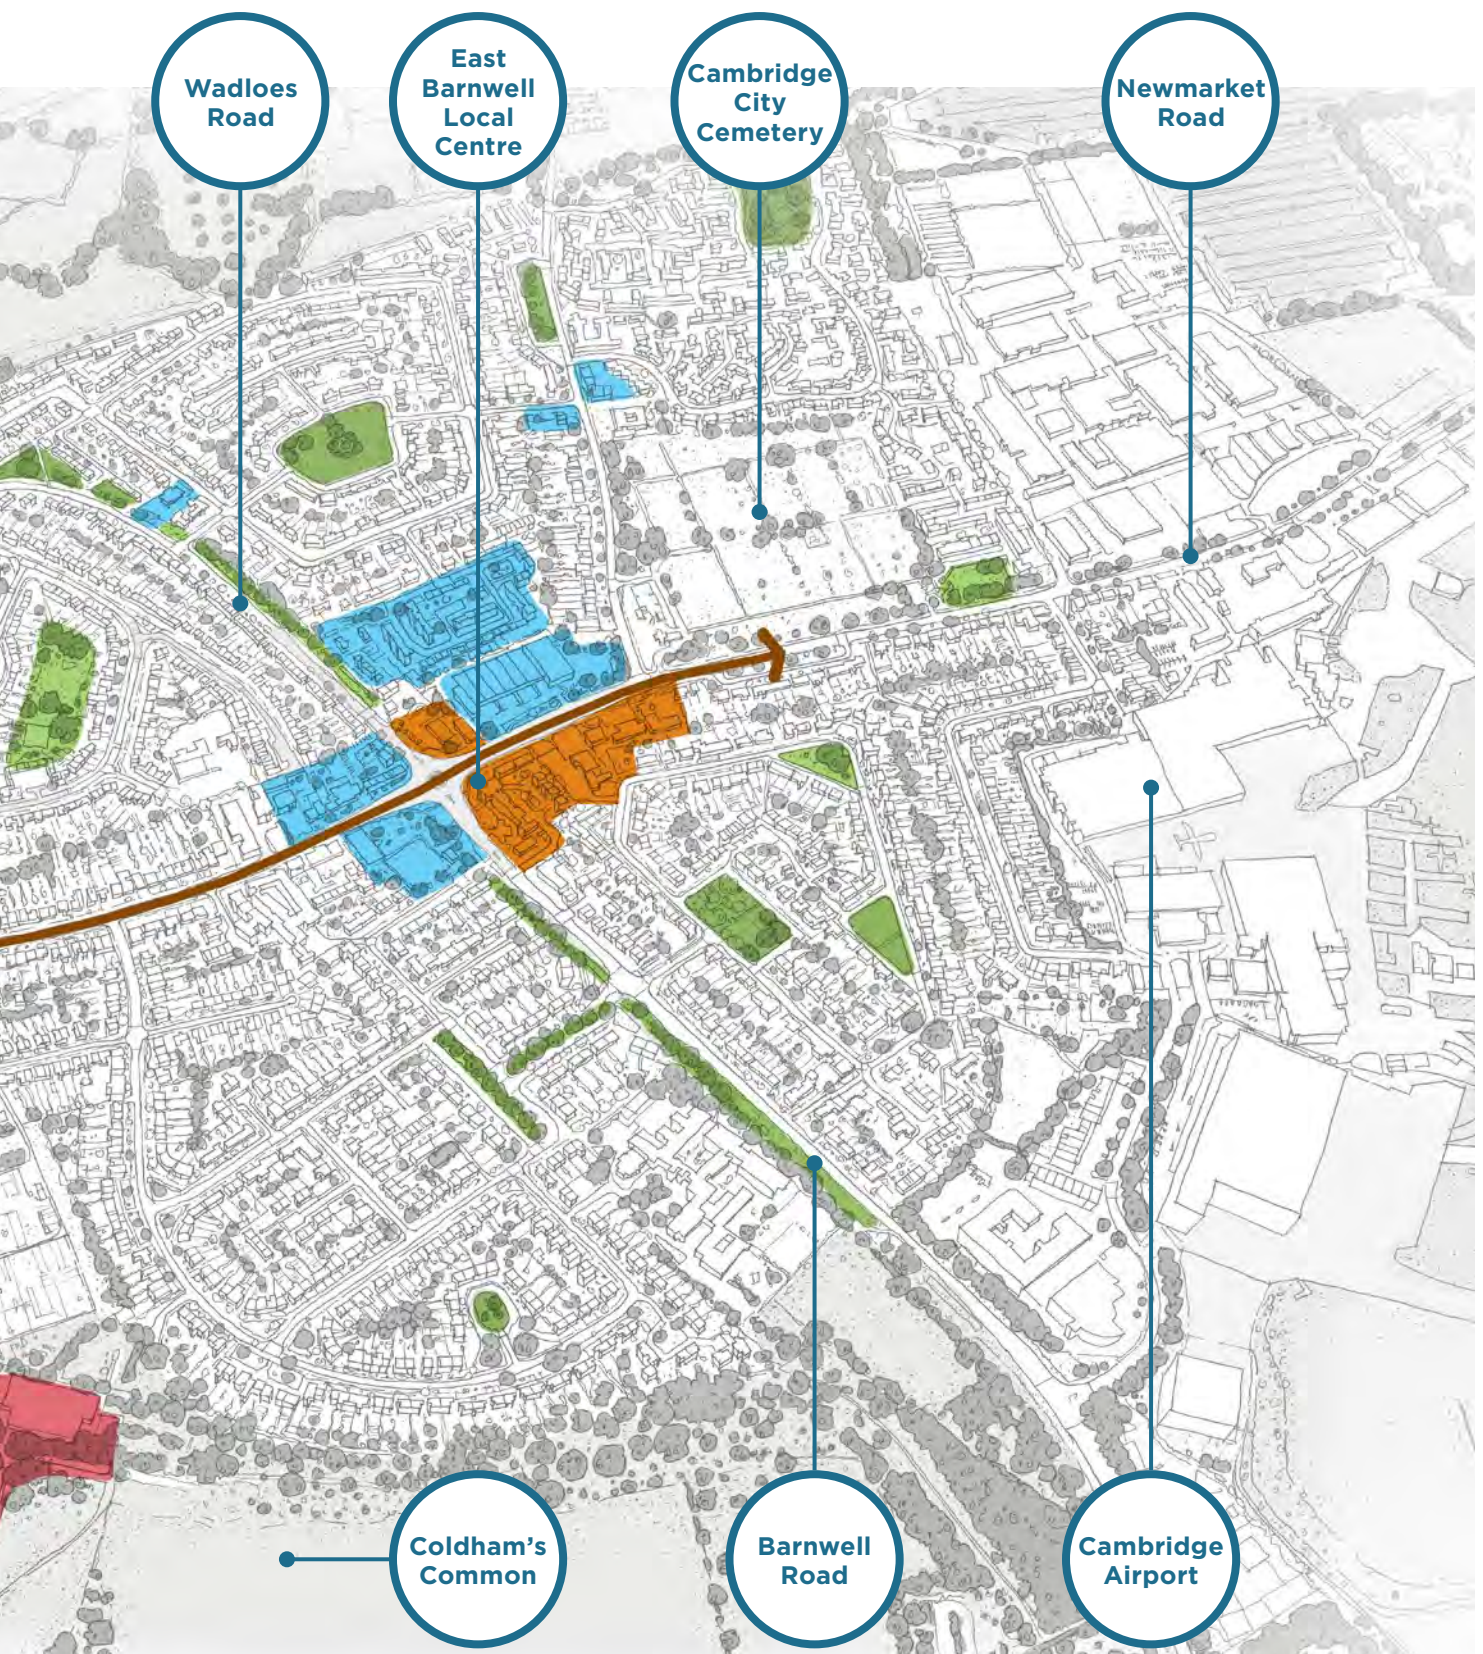 Wadloes
Road
East
Barnwell
Local
Centre
Cambridge
City
Cemetery
Newmarket
Road
Coldham’s
Common
Barnwell
Road
Cambridge
Airport